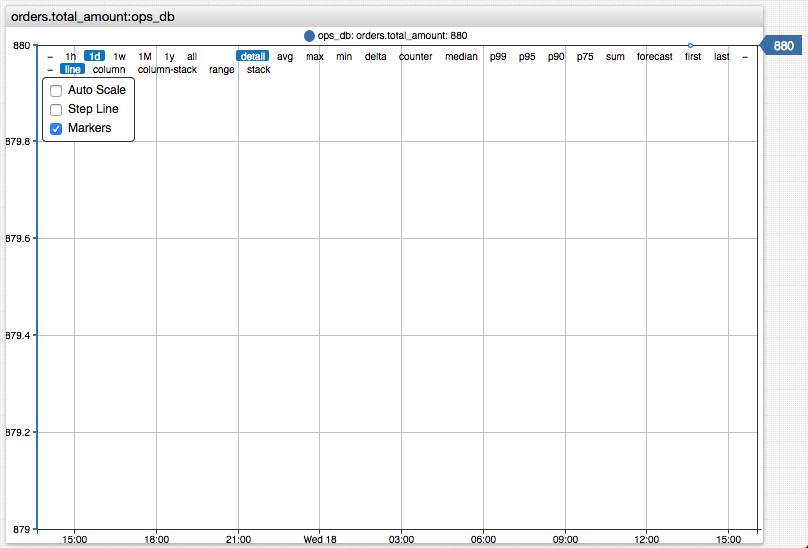 orders.total_amount:ops_db
ops_db: orders.total_amount: 880
880
880
– 1h 1d 1w 1M 1y all detail avg max min delta counter median p99 p95 p90 p75 sum forecast first last –
– line column column-stack range stack
Auto Scale
Step Line
Markers
879.8
879.6
879.4
879.2
879
15:00 18:00 21:00 Wed 18 03:00 06:00 09:00 12:00 15:00